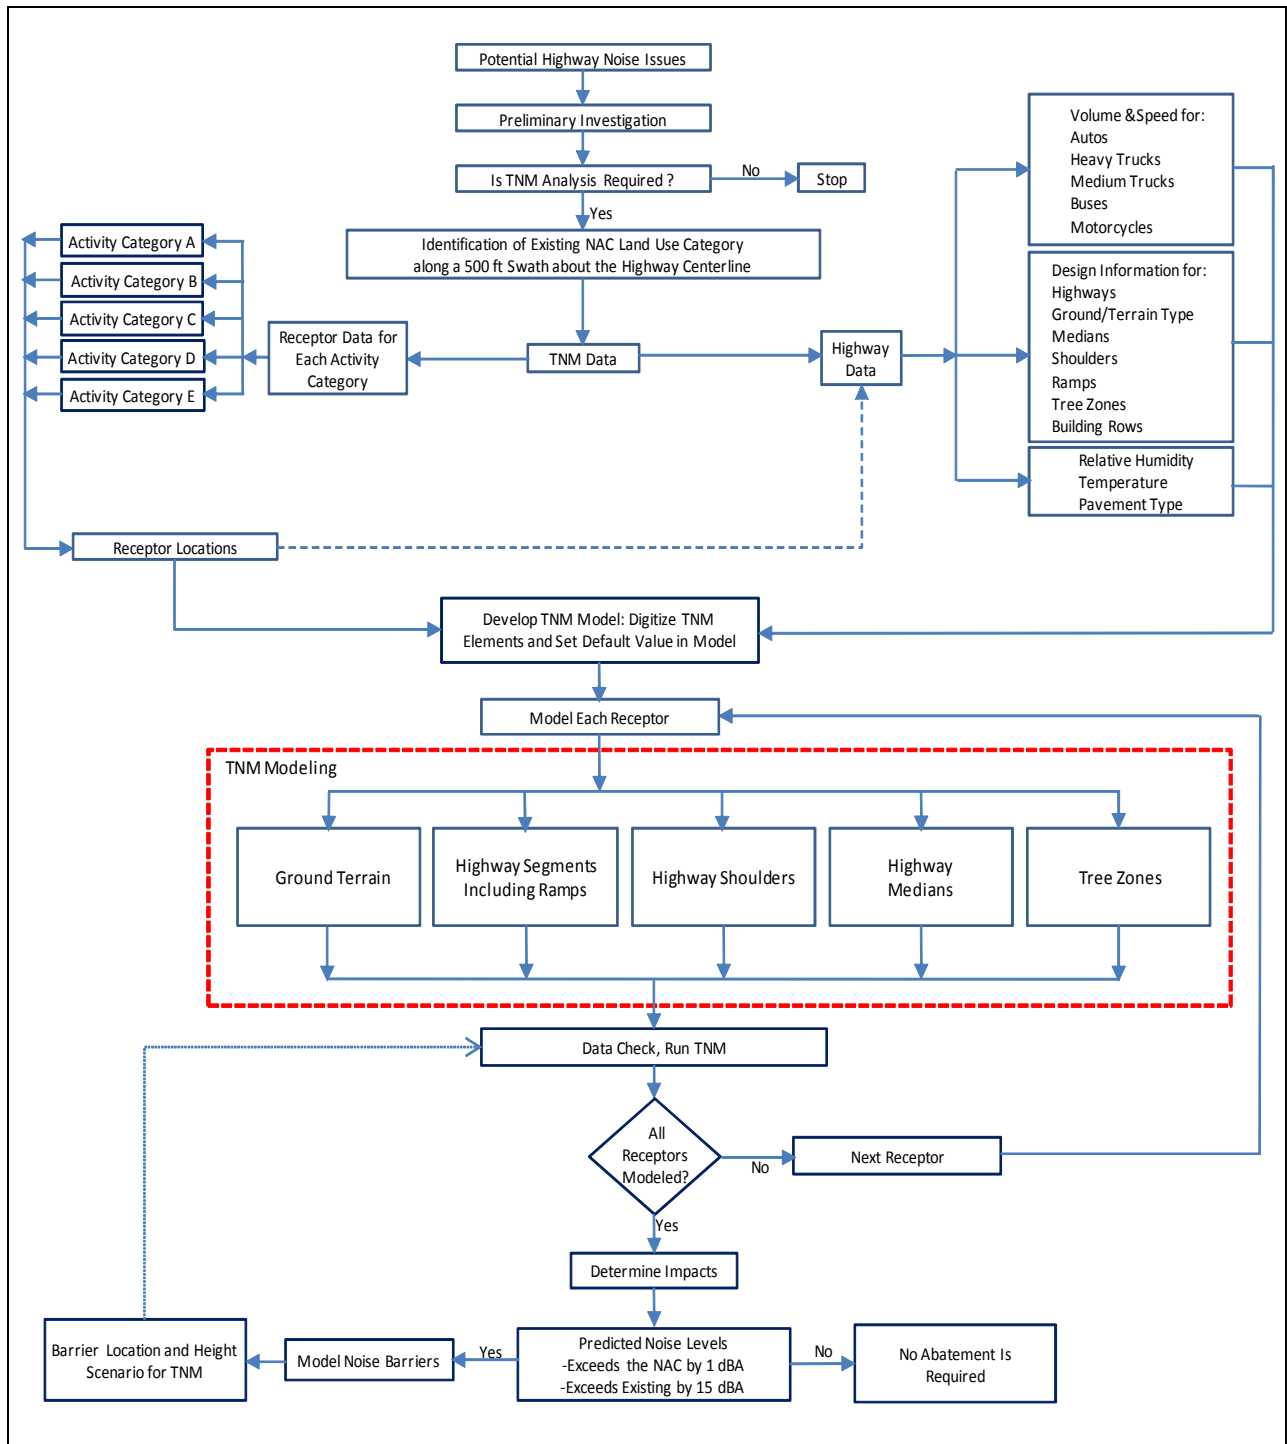 Potential Highway Noise Issues
Preliminary Investigation
Is TNM Analysis Required ?
No
Stop
Yes
Identification of Existing NAC Land Use Category
along a 500 ft Swath about the Highway Centerline
Volume &Speed for:
Autos
Heavy Trucks
Medium Trucks
Buses
Motorcycles
Activity Category A
Activity Category B
Activity Category C
Activity Category D
Activity Category E
Receptor Data for
Each Activity
Category
TNM Data
Highway
Data
Design Information for:
Highways
Ground/Terrain Type
Medians
Shoulders
Ramps
Tree Zones
Building Rows
Relative Humidity
Temperature
Pavement Type
Receptor Locations
Develop TNM Model: Digitize TNM
Elements and Set Default Value in Model
Model Each Receptor
TNM Modeling
Ground Terrain
Highway Segments
Including Ramps
Highway Shoulders
Highway
Medians
Tree Zones
Data Check, Run TNM
All
Receptors
Modeled?
No
Next Receptor
Yes
Determine Impacts
Predicted Noise Levels
-Exceeds the NAC by 1 dBA
-Exceeds Existing by 15 dBA
Yes
Model Noise Barriers
Barrier Location and Height
Scenario for TNM
No
No Abatement Is
Required